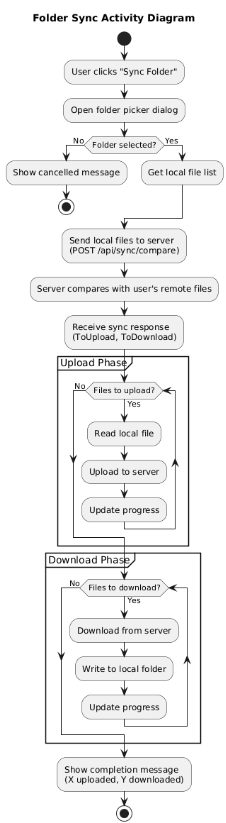 Folder Sync Activity Diagram
User clicks "Sync Folder"
Open folder picker dialog
No
Folder selected?
Yes
Show cancelled message
Get local file list
Send local files to server
(POST /api/sync/compare)
Server compares with user's remote files
Receive sync response
(ToUpload, ToDownload)
Upload Phase
No
Files to upload?
Yes
Read local file
Upload to server
Update progress
Download Phase
No
Files to download?
Yes
Download from server
Write to local folder
Update progress
Show completion message
(X uploaded, Y downloaded)